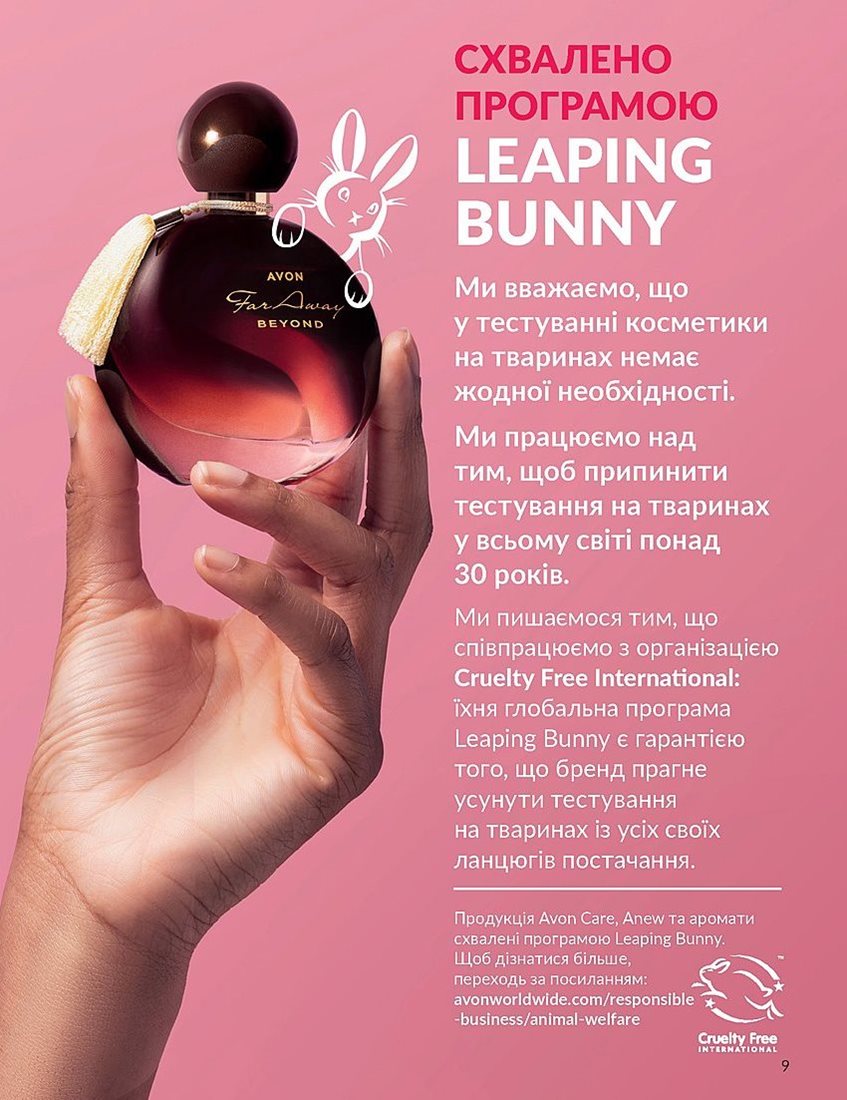 AVON
Far Away
BEYOND
СХВАЛЕНО
ПРОГРАМОЮ
LEAPING
BUNNY
Ми вважаємо, що
у тестуванні косметики
на тваринах немає
жодної необхідності.
Ми працюємо над
тим, щоб припинити
тестування на тваринах
у всьому світі понад
30 років.
Ми пишаємося тим, що
співпрацюємо з організацією
Cruelty Free International:
їхня глобальна програма
Leaping Bunny є гарантією
того, що бренд прагне
усунути тестування
на тваринах із усіх своїх
ланцюгів постачання.
Продукція Avon Care, Anew та аромати
схвалені програмою Leaping Bunny.
Щоб дізнатися більше,
переходь за посиланням:
avonworldwide.com/responsible
-business/animal-welfare
TM
Cruelty Free
INTERNATIONAL
9